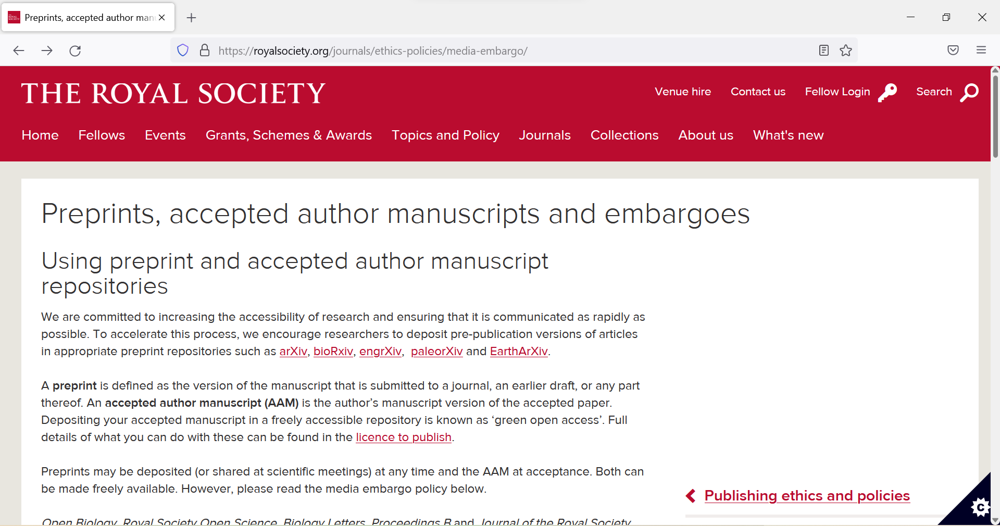 Preprints, accepted author man
https://royalsociety.org/journals/ethics-policies/media-embargo/
THE ROYAL SOCIETY
Venue hire Contact us Fellow Login Search
Home Fellows Events Grants, Schemes & Awards Topics and Policy Journals Collections About us What's new
Preprints, accepted author manuscripts and embargoes
Using preprint and accepted author manuscript
repositories
We are committed to increasing the accessibility of research and ensuring that it is communicated as rapidly as
possible. To accelerate this process, we encourage researchers to deposit pre-publication versions of articles
in appropriate preprint repositories such as arXiv, bioRxiv, engrXiv, paleorXiv and EarthArXiv.
A preprint is defined as the version of the manuscript that is submitted to a journal, an earlier draft, or any part
thereof. An accepted author manuscript (AAM) is the author’s manuscript version of the accepted paper.
Depositing your accepted manuscript in a freely accessible repository is known as ‘green open access’. Full
details of what you can do with these can be found in the licence to publish.
Preprints may be deposited (or shared at scientific meetings) at any time and the AAM at acceptance. Both can
be made freely available. However, please read the media embargo policy below.
Publishing ethics and policies
Open Biology, Royal Society Open Science, Biology Letters, Proceedings B and Journal of the Royal Society
C